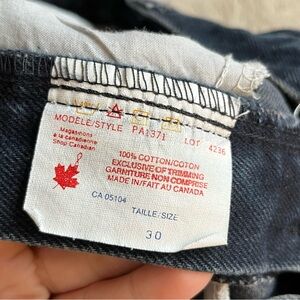 MODÈLE/STYLE PA1371 LOT 4236
Magasinons
à la canadienne
Shop Canadian
100% COTTON/COTON
EXCLUSIVE OF TRIMMING
GARNITURE NON COMPRISE
MADE IN/FAIT AU CANADA
CA 05104 TAILLE/SIZE
30